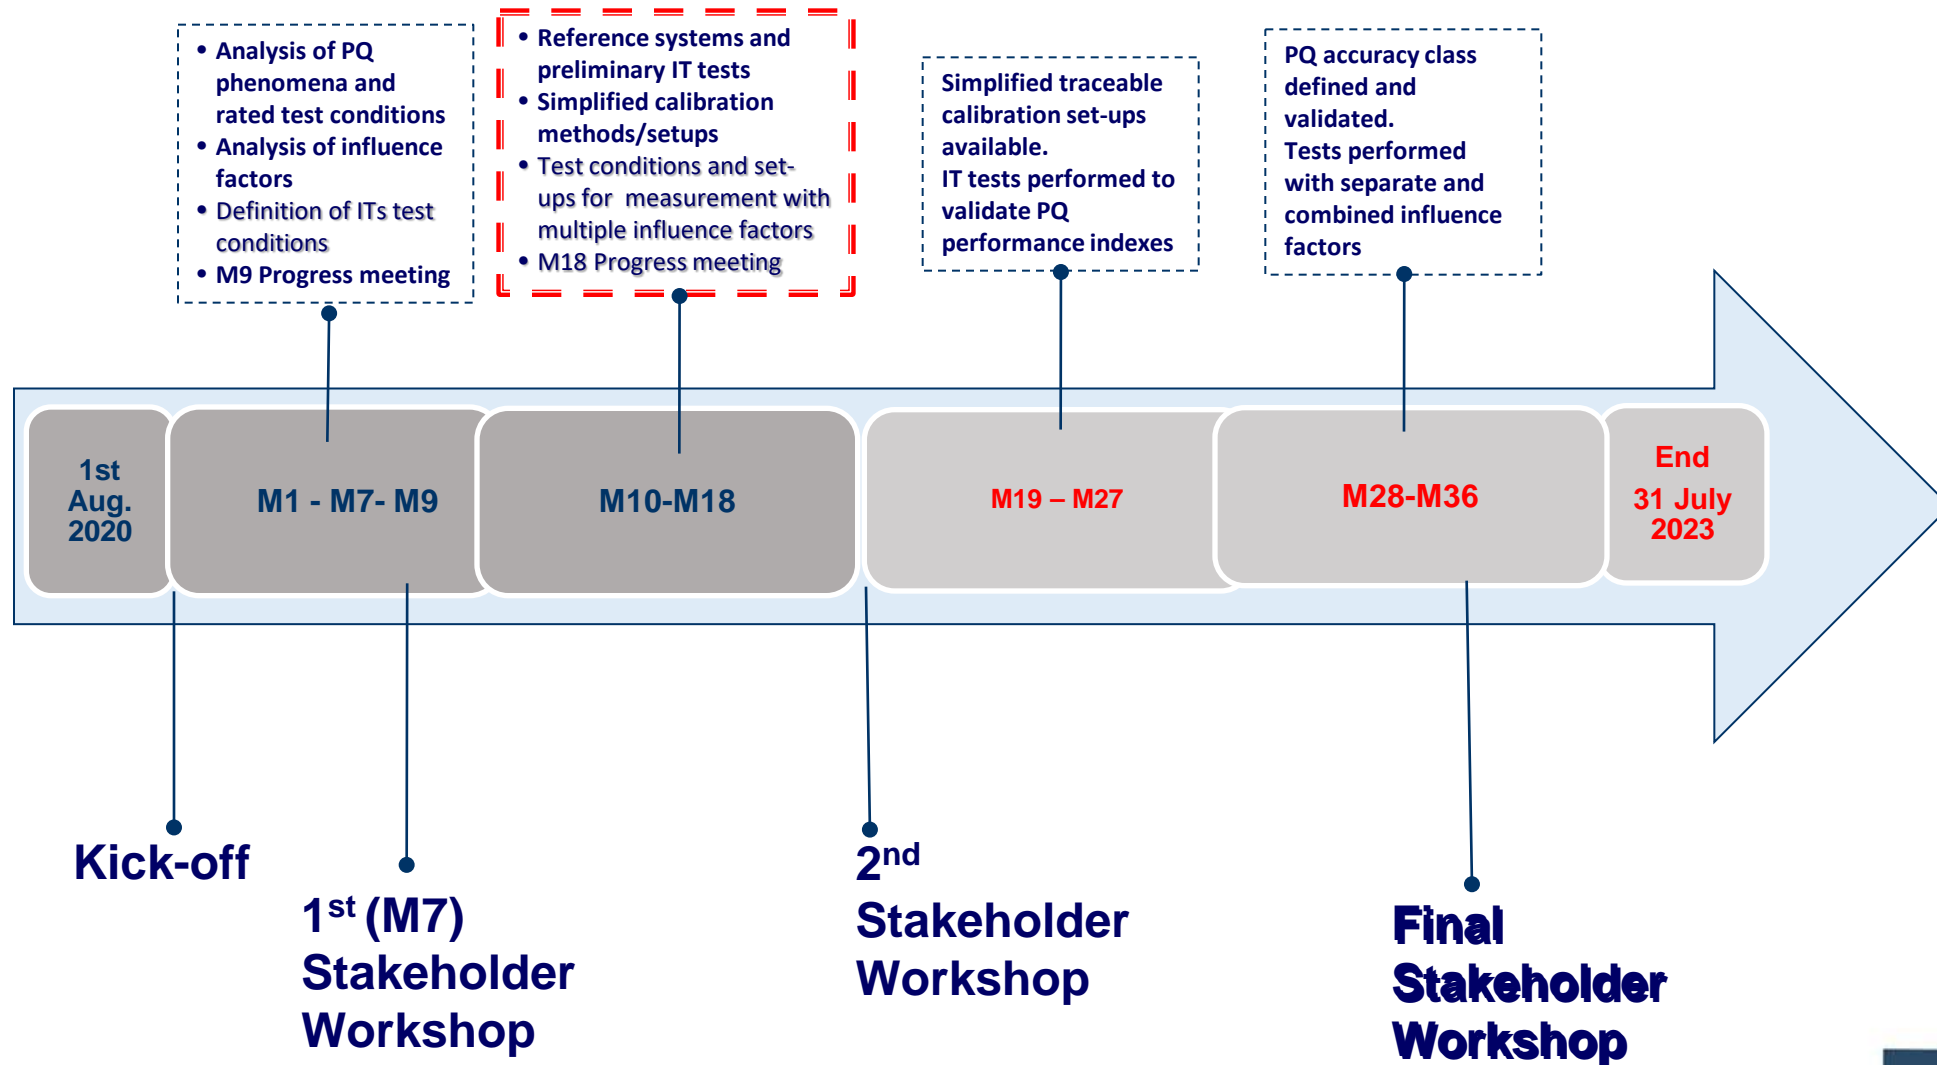 • Analysis of PQ
phenomena and
rated test conditions
• Analysis of influence
factors
• Definition of ITs test
conditions
• M9 Progress meeting
• Reference systems and
preliminary IT tests
• Simplified calibration
methods/setups
• Test conditions and set-
ups for measurement with
multiple influence factors
• M18 Progress meeting
Simplified traceable
calibration set-ups
available.
IT tests performed to
validate PQ
performance indexes
PQ accuracy class
defined and
validated.
Tests performed
with separate and
combined influence
factors
1st
Aug.
2020
M1 - M7- M9
M10-M18
M19 – M27
M28-M36
End
31 July
2023
Kick-off
1st (M7)
Stakeholder
Workshop
2nd
Stakeholder
Workshop
Final
Stakeholder
Workshop